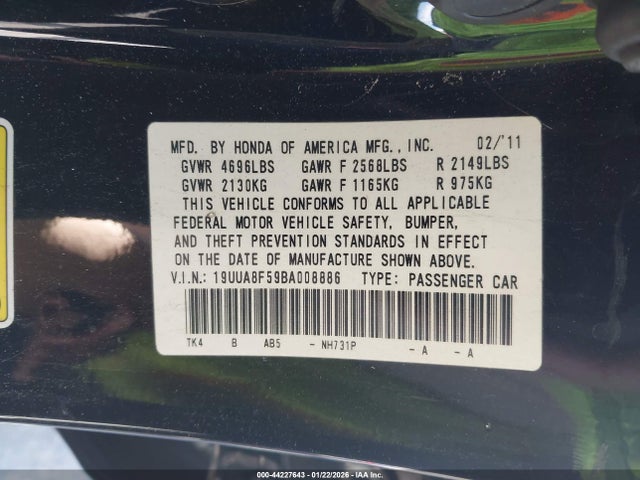 MFD. BY HONDA OF AMERICA MFG., INC. 02/'11
GVWR 4696LBS GAWR F 2568LBS R 2149LBS
GVWR 2130KG GAWR F 1165KG R 975KG
THIS VEHICLE CONFORMS TO ALL APPLICABLE
FEDERAL MOTOR VEHICLE SAFETY, BUMPER,
AND THEFT PREVENTION STANDARDS IN EFFECT
ON THE DATE OF MANUFACTURE SHOWN ABOVE.
V.I.N.: 19UUA8F59BA008886 TYPE: PASSENGER CAR
TK4 B AB5 - NH731P - A - A
000-44227643 - 01/22/2026 - IAA Inc.